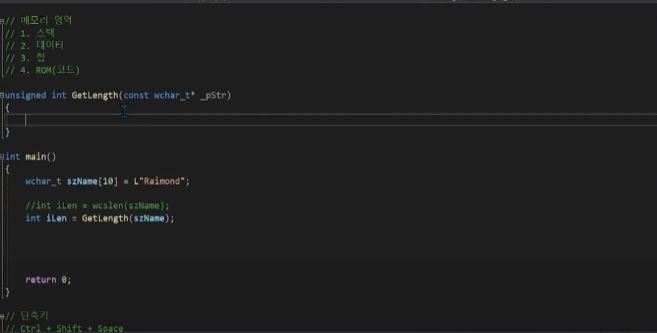 // 메모리 영역
// 1. 스택
// 2. 데이터
// 3. 힙
// 4. ROM(코드)
unsigned int GetLength(const wchar_t* _pStr)
{
}
int main()
{
wchar_t szName[10] = L"Raimond";
//int iLen = wcslen(szName);
int iLen = GetLength(szName);
return 0;
}
// 단축키
// Ctrl + Shift + Space